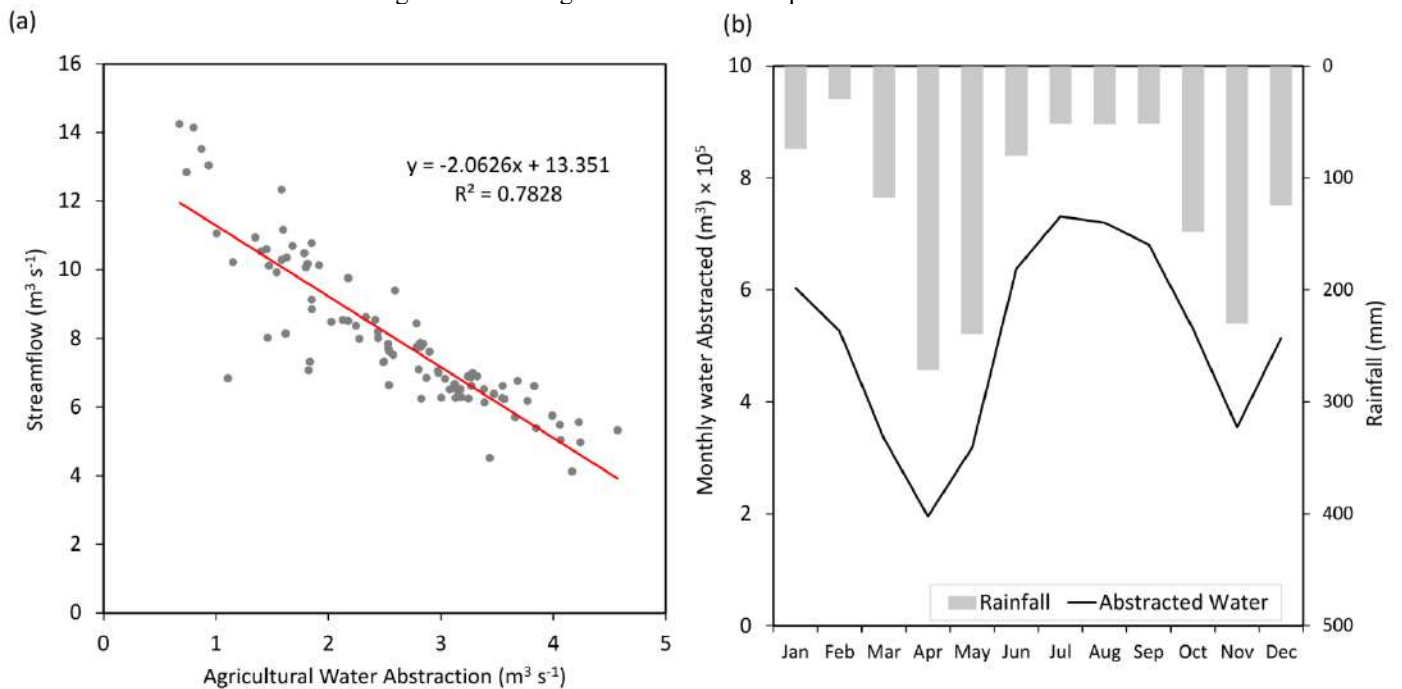 (a)
16
14
12
10
8
6
4
2
0
Streamflow (m³ s⁻¹)
y = -2.0626x + 13.351
R² = 0.7828
0 1 2 3 4 5
Agricultural Water Abstraction (m³ s⁻¹)
(b)
10
8
6
4
2
0
Monthly water Abstracted (m³) × 10⁵
0
100
200
300
400
500
Rainfall (mm)
Rainfall Abstracted Water
Jan Feb Mar Apr May Jun Jul Aug Sep Oct Nov Dec